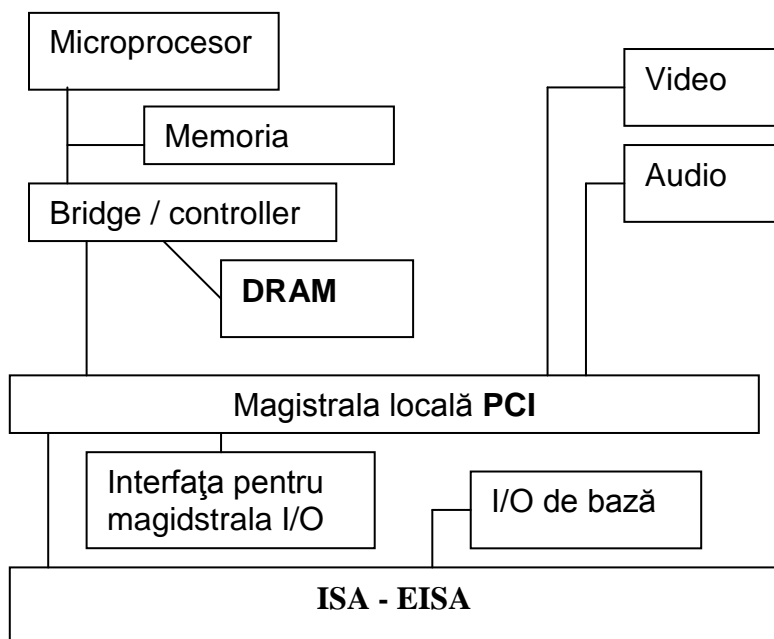 Microprocesor
Video
Memoria
Audio
Bridge / controller
DRAM
Magistrala locală PCI
Interfaţa pentru
magidstrala I/O
I/O de bază
ISA - EISA